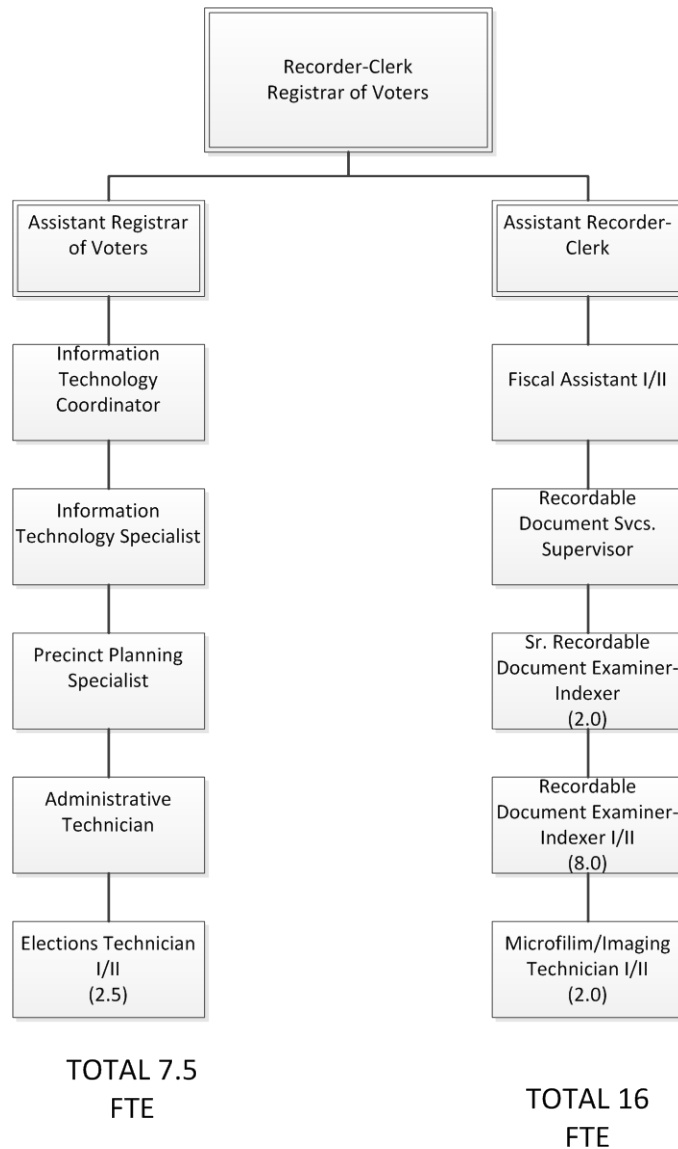 Recorder-Clerk
Registrar of Voters
Assistant Registrar
of Voters
Information
Technology
Coordinator
Information
Technology Specialist
Precinct Planning
Specialist
Administrative
Technician
Elections Technician
I/II
(2.5)
TOTAL 7.5
FTE
Assistant Recorder-
Clerk
Fiscal Assistant I/II
Recordable
Document Svcs.
Supervisor
Sr. Recordable
Document Examiner-
Indexer
(2.0)
Recordable
Document Examiner-
Indexer I/II
(8.0)
Microfilim/Imaging
Technician I/II
(2.0)
TOTAL 16
FTE